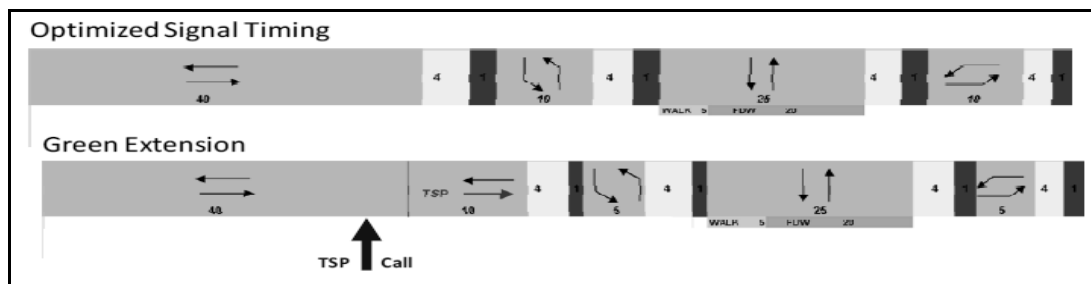 Optimized Signal Timing
4 1 4 1 4 1 4 1
40 10 25 10
WALK 5 FDW 20
Green Extension
TSP 4 1 4 1 4 1 4 1
40 10 5 25 5
WALK 5 FDW 20
TSP Call